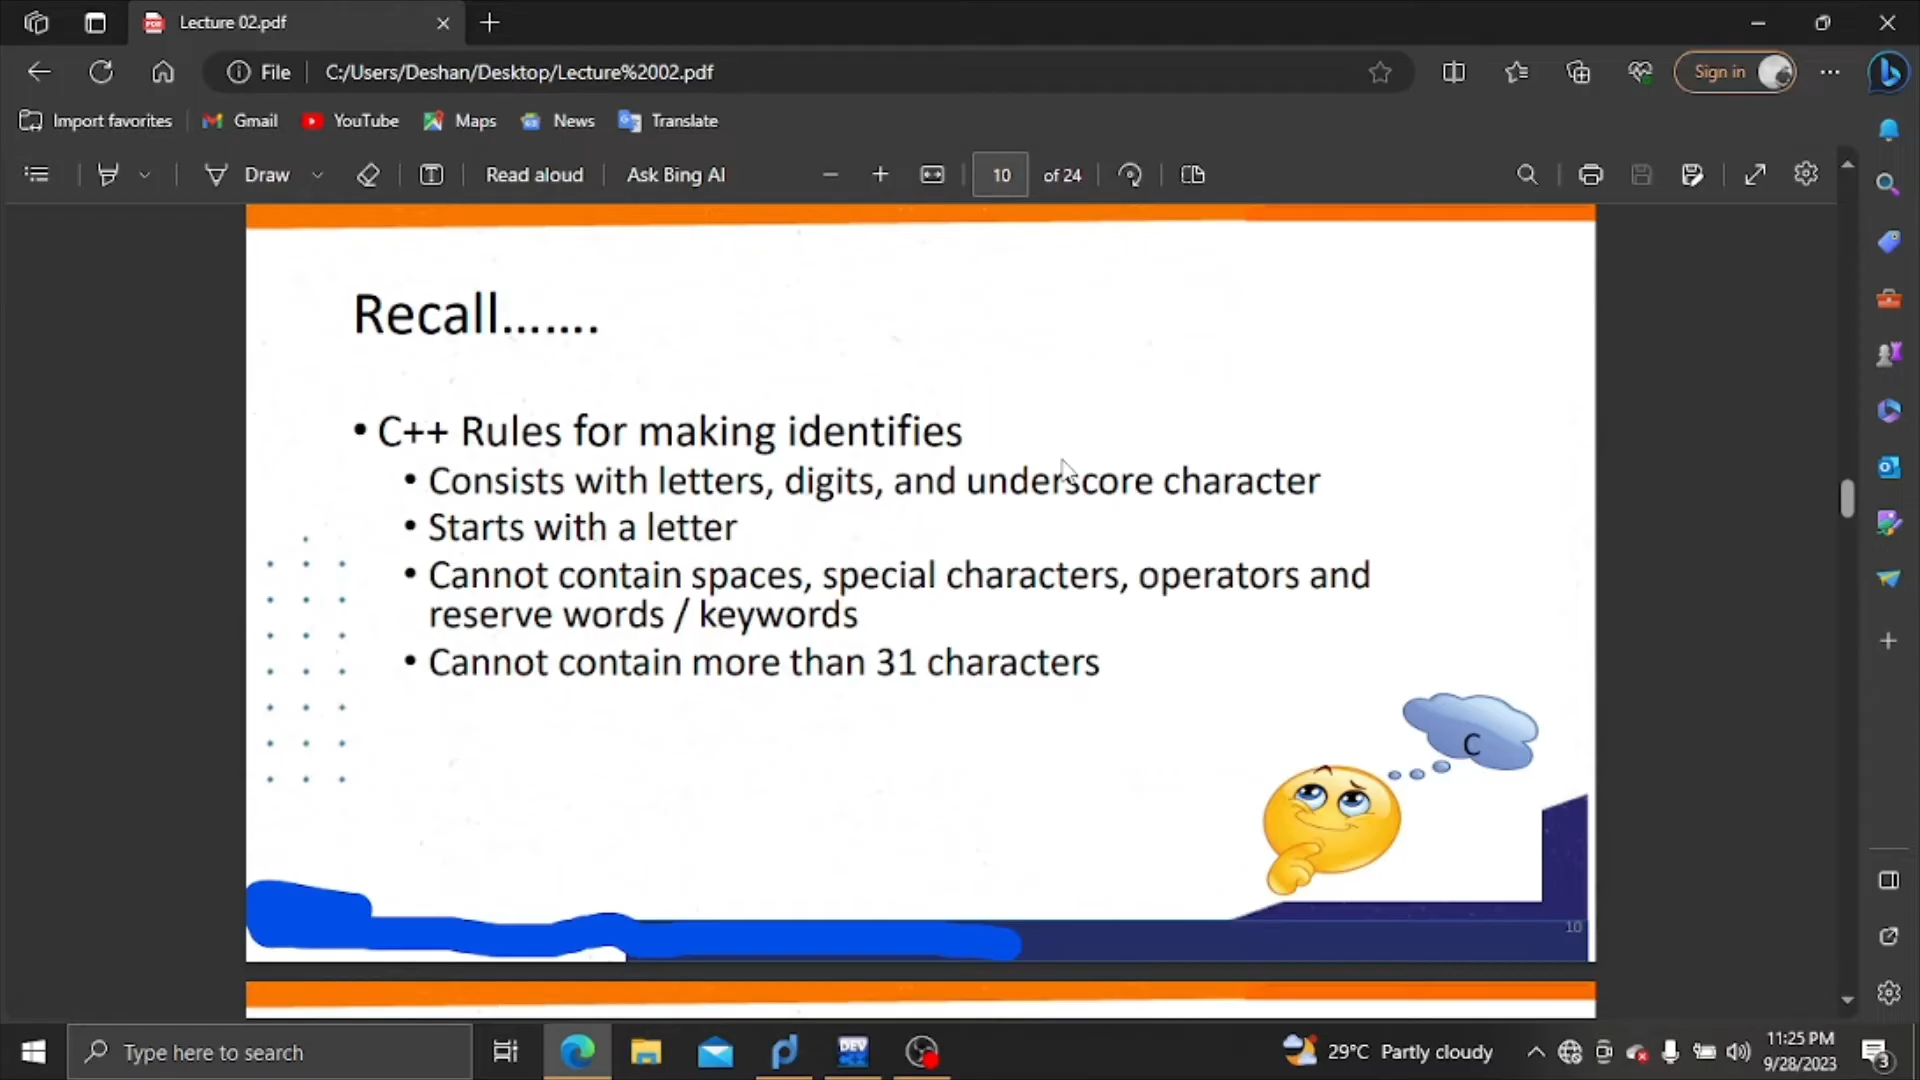 Lecture 02.pdf
File C:/Users/Deshan/Desktop/Lecture%2002.pdf
Sign in
Import favorites Gmail YouTube Maps News Translate
Draw Read aloud Ask Bing AI 10 of 24
Recall.......
• C++ Rules for making identifies
• Consists with letters, digits, and underscore character
• Starts with a letter
• Cannot contain spaces, special characters, operators and
reserve words / keywords
• Cannot contain more than 31 characters
C
10
Type here to search
DEV
29°C Partly cloudy
11:25 PM
9/28/2023
3